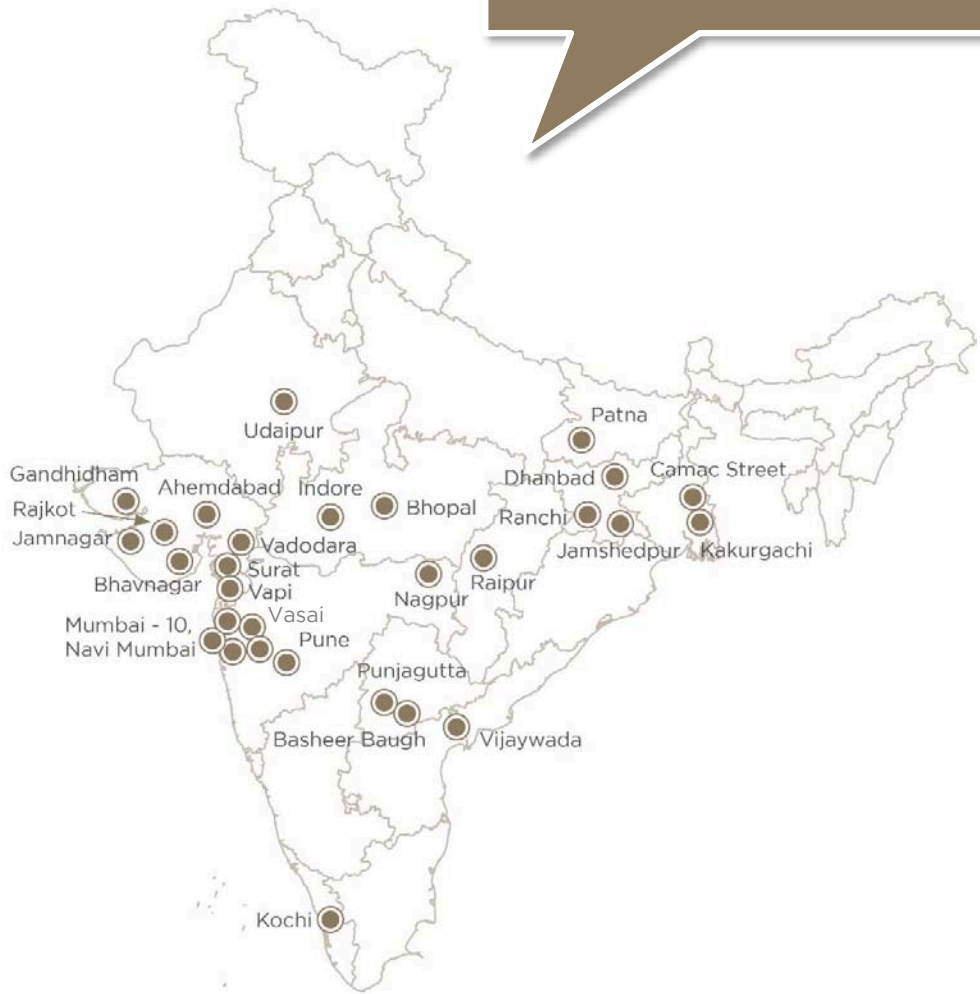 Udaipur
Patna
Gandhidham
Ahemdabad
Indore
Dhanbad
Camac Street
Rajkot
Bhopal
Ranchi
Jamnagar
Vadodara
Jamshedpur
Kakurgachi
Bhavnagar
Surat
Raipur
Vapi
Nagpur
Vasai
Mumbai - 10,
Navi Mumbai
Pune
Punjagutta
Basheer Baugh
Vijaywada
Kochi